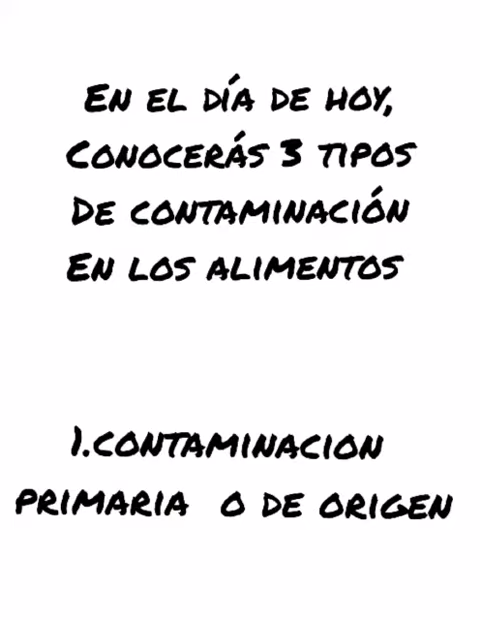 En el día de hoy,
Conocerás 3 tipos
De contaminación
En los alimentos
1.contaminacion
primaria o de origen